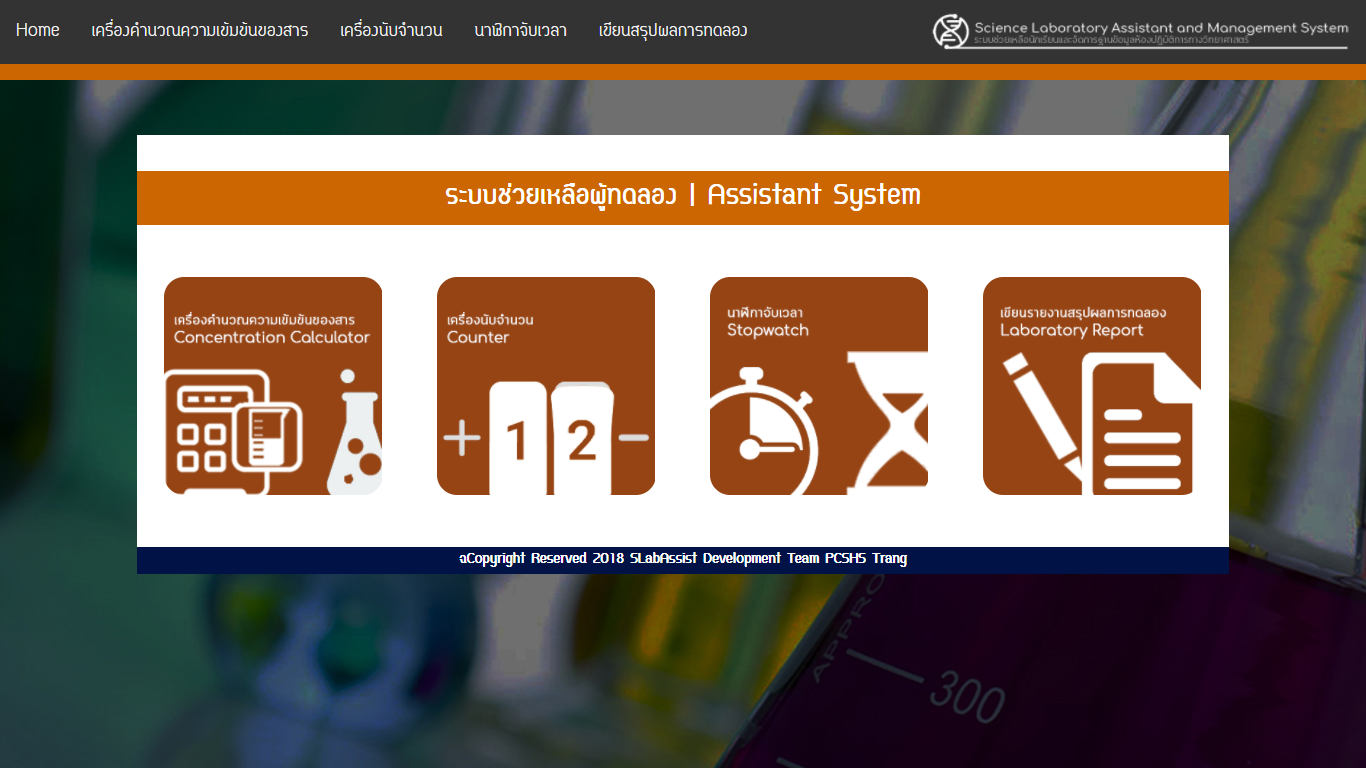 Home เครื่องคำนวณความเข้มข้นของสาร เครื่องนับจำนวน นาฬิกาจับเวลา เขียนสรุปผลการทดลอง
Science Laboratory Assistant and Management System
ระบบช่วยเหลือนักเรียนและจัดการฐานข้อมูลห้องปฏิบัติการทางวิทยาศาสตร์
ระบบช่วยเหลือผู้ทดลอง | Assistant System
เครื่องคำนวณความเข้มข้นของสาร
Concentration Calculator
เครื่องนับจำนวน
Counter
+ 1 2 −
นาฬิกาจับเวลา
Stopwatch
เขียนรายงานสรุปผลการทดลอง
Laboratory Report
Copyright Reserved 2018 SLabAssist Development Team PCSHS Trang
APPRO
300